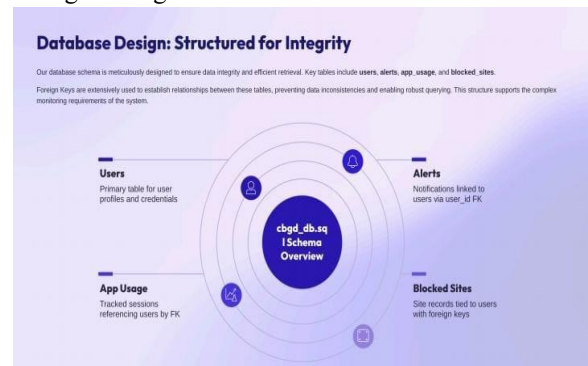 Database Design: Structured for Integrity
Our database schema is meticulously designed to ensure data integrity and efficient retrieval. Key tables include users, alerts, app_usage, and blocked_sites.
Foreign Keys are extensively used to establish relationships between these tables, preventing data inconsistencies and enabling robust querying. This structure supports the complex
monitoring requirements of the system.
Users
Primary table for user
profiles and credentials
Alerts
Notifications linked to
users via user_id FK
cbgd_db.sq
l Schema
Overview
App Usage
Tracked sessions
referencing users by FK
Blocked Sites
Site records tied to users
with foreign keys